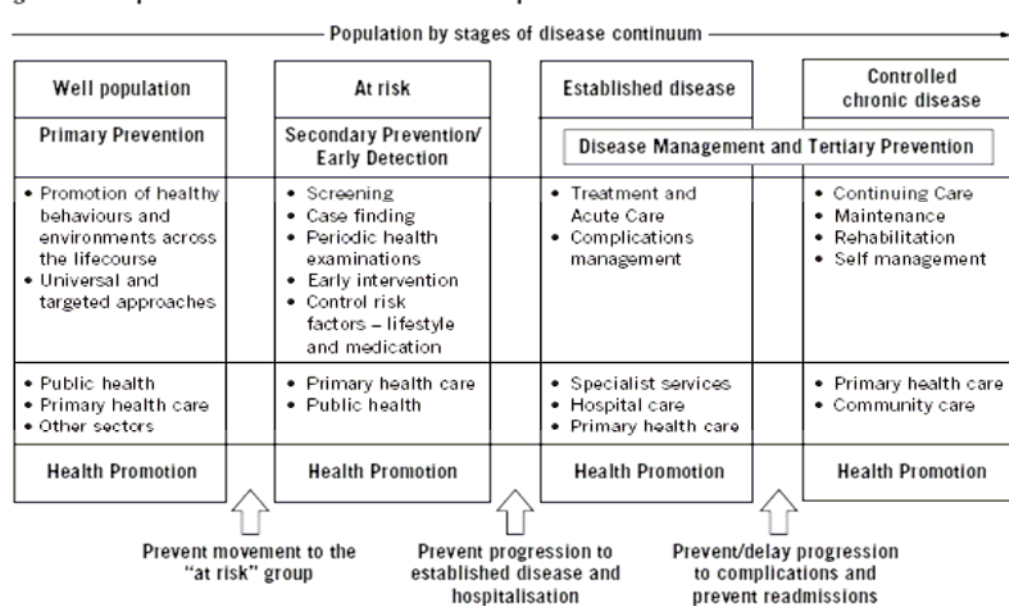 Population by stages of disease continuum
Well population
Primary Prevention
• Promotion of healthy
behaviours and
environments across
the lifecourse
• Universal and
targeted approaches
• Public health
• Primary health care
• Other sectors
Health Promotion
At risk
Secondary Prevention/
Early Detection
• Screening
• Case finding
• Periodic health
examinations
• Early intervention
• Control risk
factors – lifestyle
and medication
• Primary health care
• Public health
Health Promotion
Established disease
Controlled
chronic disease
Disease Management and Tertiary Prevention
• Treatment and
Acute Care
• Complications
management
• Specialist services
• Hospital care
• Primary health care
Health Promotion
• Continuing Care
• Maintenance
• Rehabilitation
• Self management
• Primary health care
• Community care
Health Promotion
Prevent movement to the
"at risk" group
Prevent progression to
established disease and
hospitalisation
Prevent/delay progression
to complications and
prevent readmissions